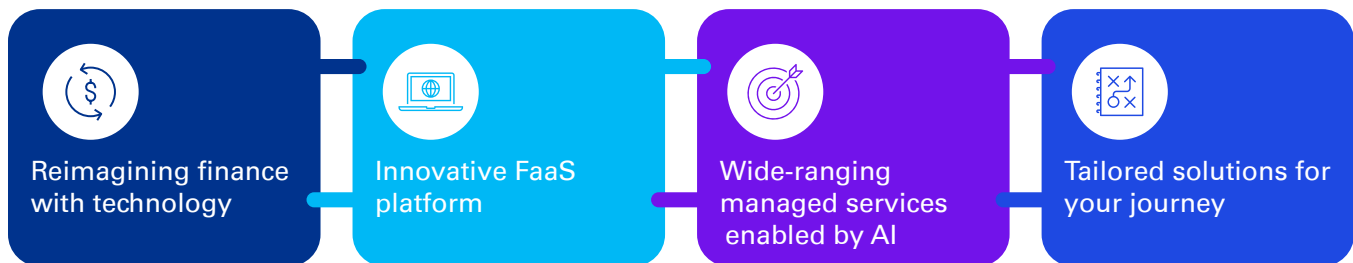 Reimagining finance
with technology
Innovative FaaS
platform
Wide-ranging
managed services
enabled by AI
Tailored solutions for
your journey